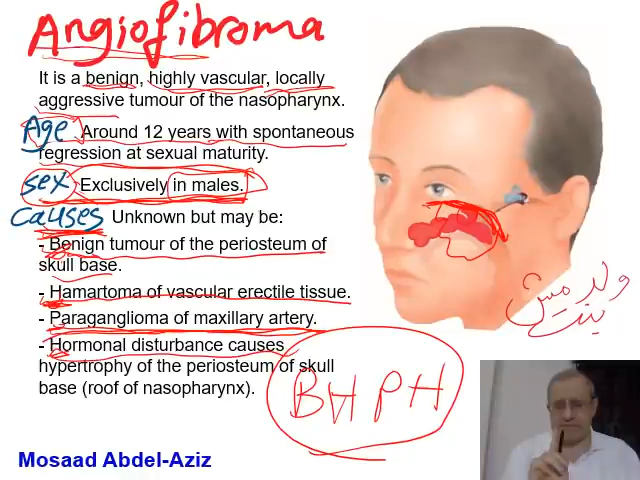 Angiofibroma
It is a benign, highly vascular, locally
aggressive tumour of the nasopharynx.
Age Around 12 years with spontaneous
regression at sexual maturity.
sex Exclusively in males.
causes Unknown but may be:
- Benign tumour of the periosteum of
skull base.
- Hamartoma of vascular erectile tissue.
- Paraganglioma of maxillary artery.
- Hormonal disturbance causes
hypertrophy of the periosteum of skull
base (roof of nasopharynx).
BHPH
ولد مش
بنت
Mosaad Abdel-Aziz